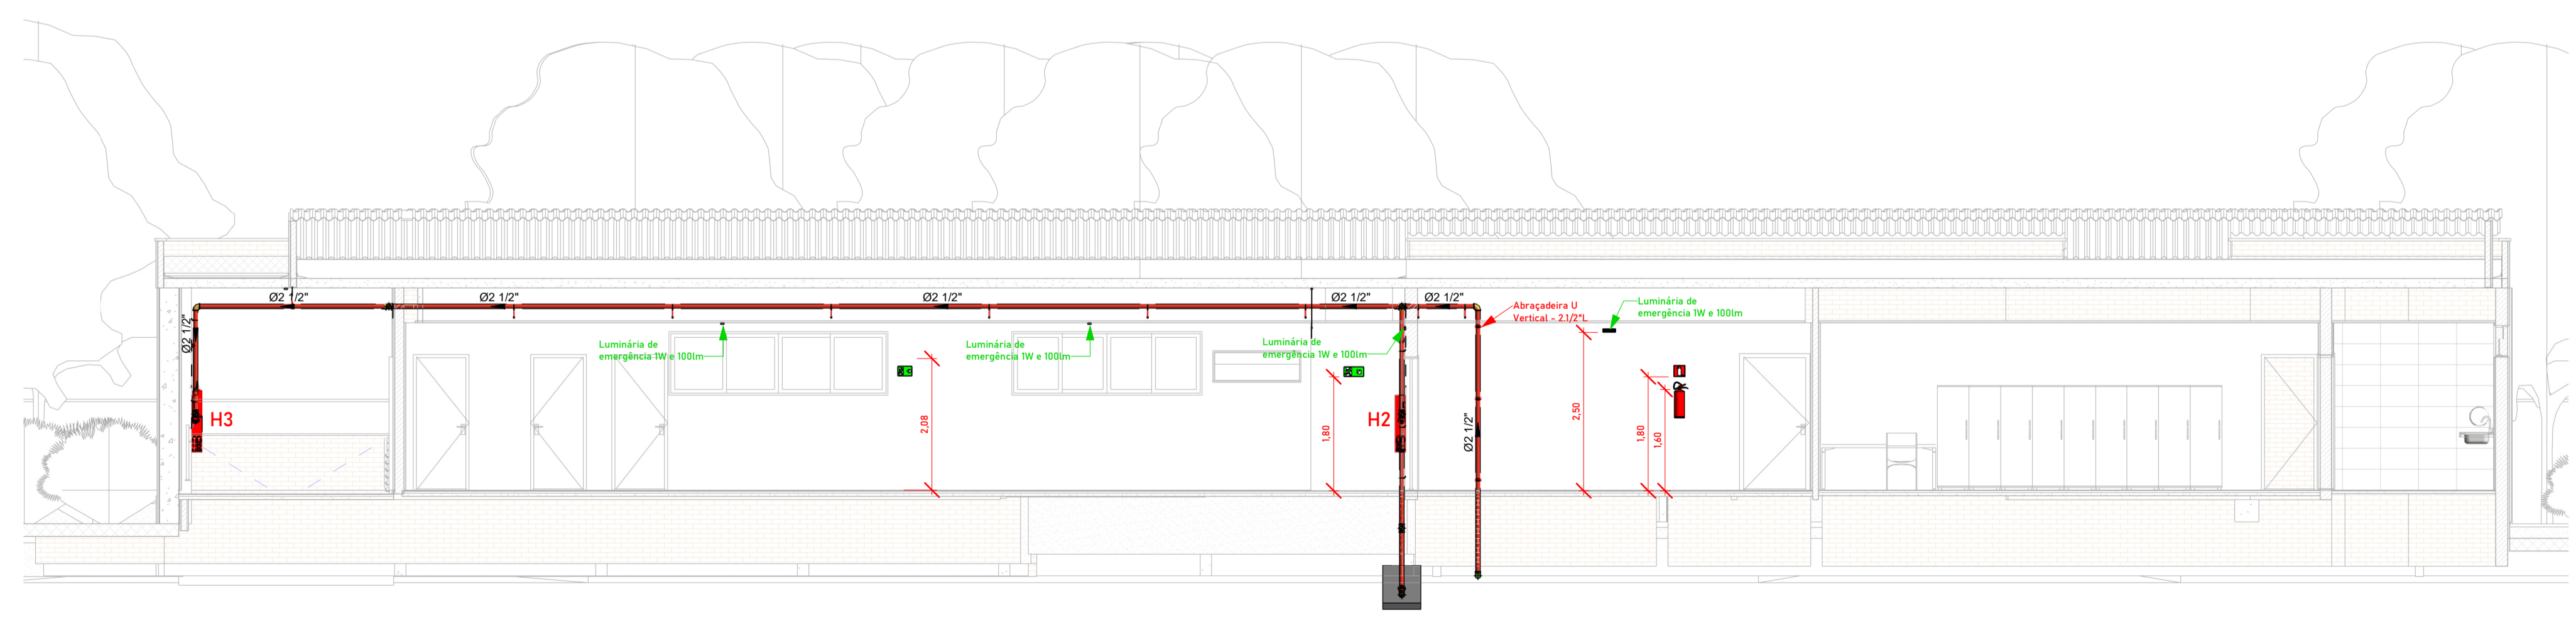 Ø2 1/2"
Ø2 1/2"
Ø2 1/2"
Ø2 1/2"
Ø2 1/2"
Ø2 1/2"
Abraçadeira U
Vertical - 2.1/2"L
Luminária de
emergência 1W e 100lm
Luminária de
emergência 1W e 100lm
Luminária de
emergência 1W e 100lm
Luminária de
emergência 1W e 100lm
H3
2,08
1,80
H2
Ø2 1/2"
2,50
1,80
1,60